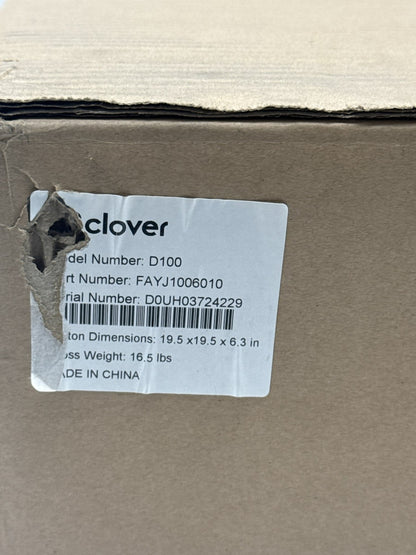 clover
del Number: D100
rt Number: FAYJ1006010
rial Number: D0UH03724229
ton Dimensions: 19.5 x19.5 x 6.3 in
oss Weight: 16.5 lbs
ADE IN CHINA